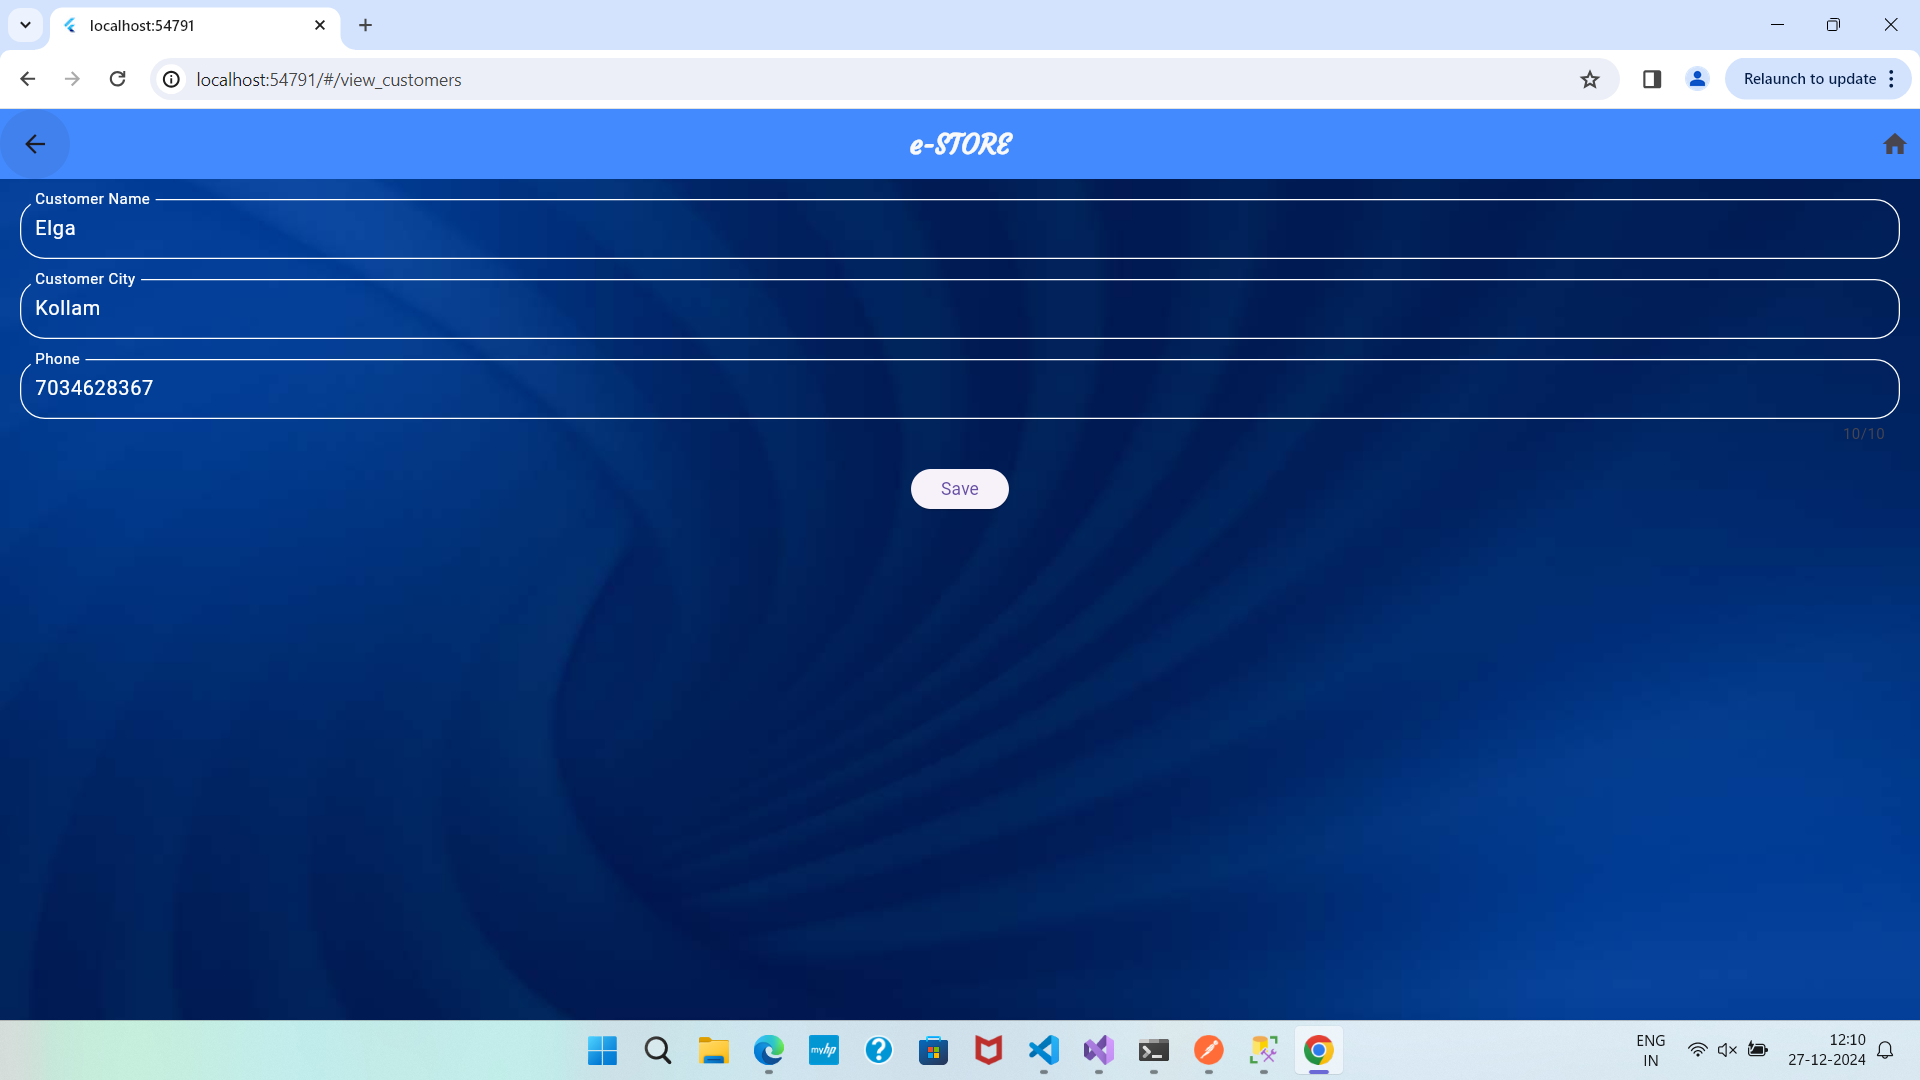 localhost:54791
localhost:54791/#/view_customers
Relaunch to update
e-STORE
Customer Name
Elga
Customer City
Kollam
Phone
7034628367
10/10
Save
myhp
ENG
IN
12:10
27-12-2024